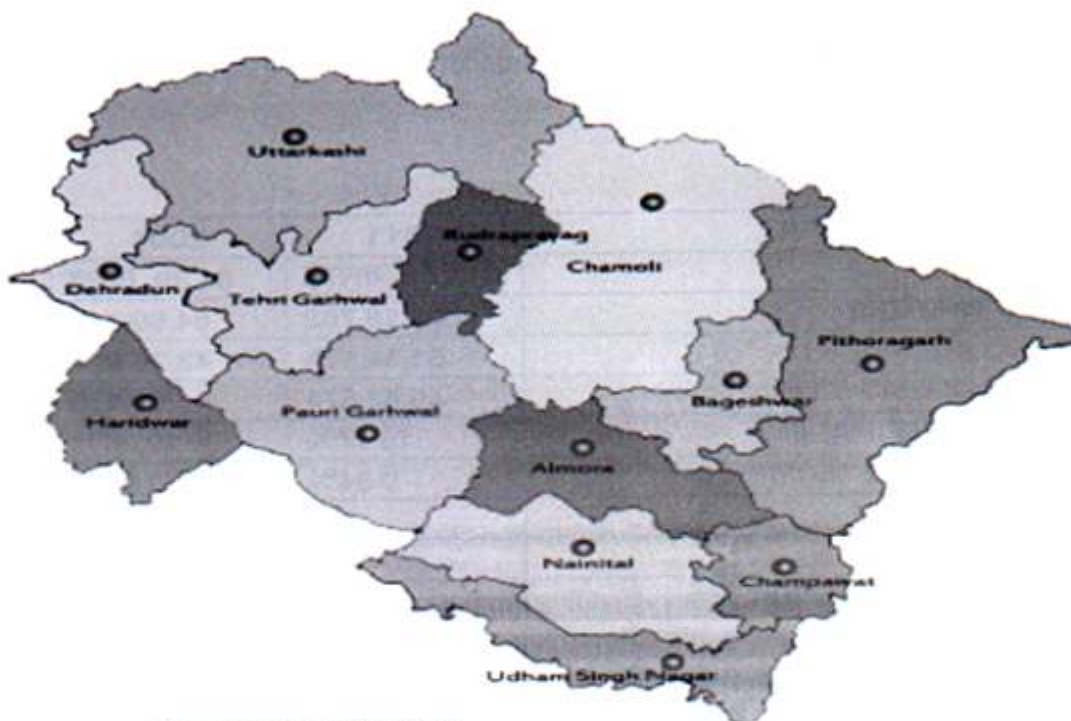 Uttarkashi
Rudraprayag
Chamoli
Dehradun
Tehri Garhwal
Pithoragarh
Bageshwar
Pauri Garhwal
Haridwar
Almora
Nainital
Champawat
Udham Singh Nagar